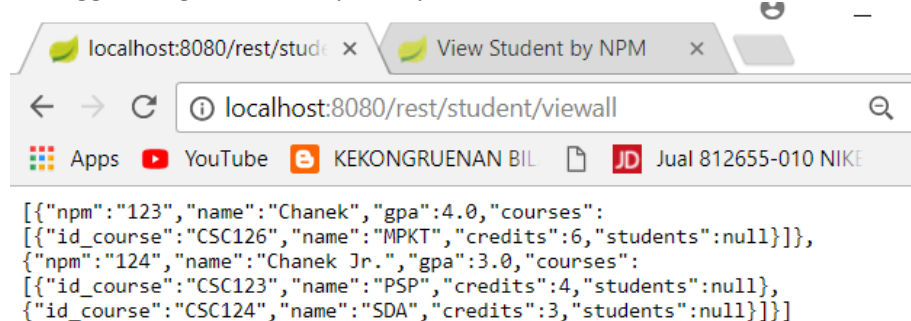 localhost:8080/rest/stude
View Student by NPM
localhost:8080/rest/student/viewall
Apps YouTube KEKONGRUENAN BIL JD Jual 812655-010 NIKE
[{"npm":"123","name":"Chanek","gpa":4.0,"courses":
[{"id_course":"CSC126","name":"MPKT","credits":6,"students":null}]},
{"npm":"124","name":"Chanek Jr.","gpa":3.0,"courses":
[{"id_course":"CSC123","name":"PSP","credits":4,"students":null},
{"id_course":"CSC124","name":"SDA","credits":3,"students":null}]}]